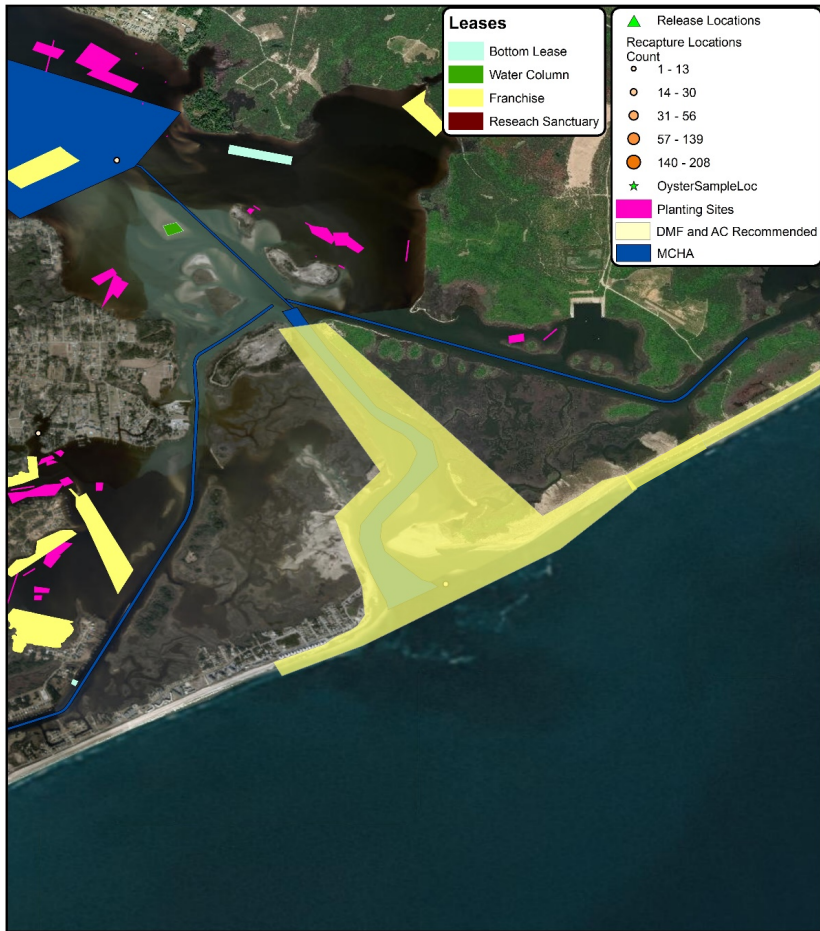 Leases
Bottom Lease
Water Column
Franchise
Reseach Sanctuary
Release Locations
Recapture Locations
Count
1 - 13
14 - 30
31 - 56
57 - 139
140 - 208
OysterSampleLoc
Planting Sites
DMF and AC Recommended
MCHA